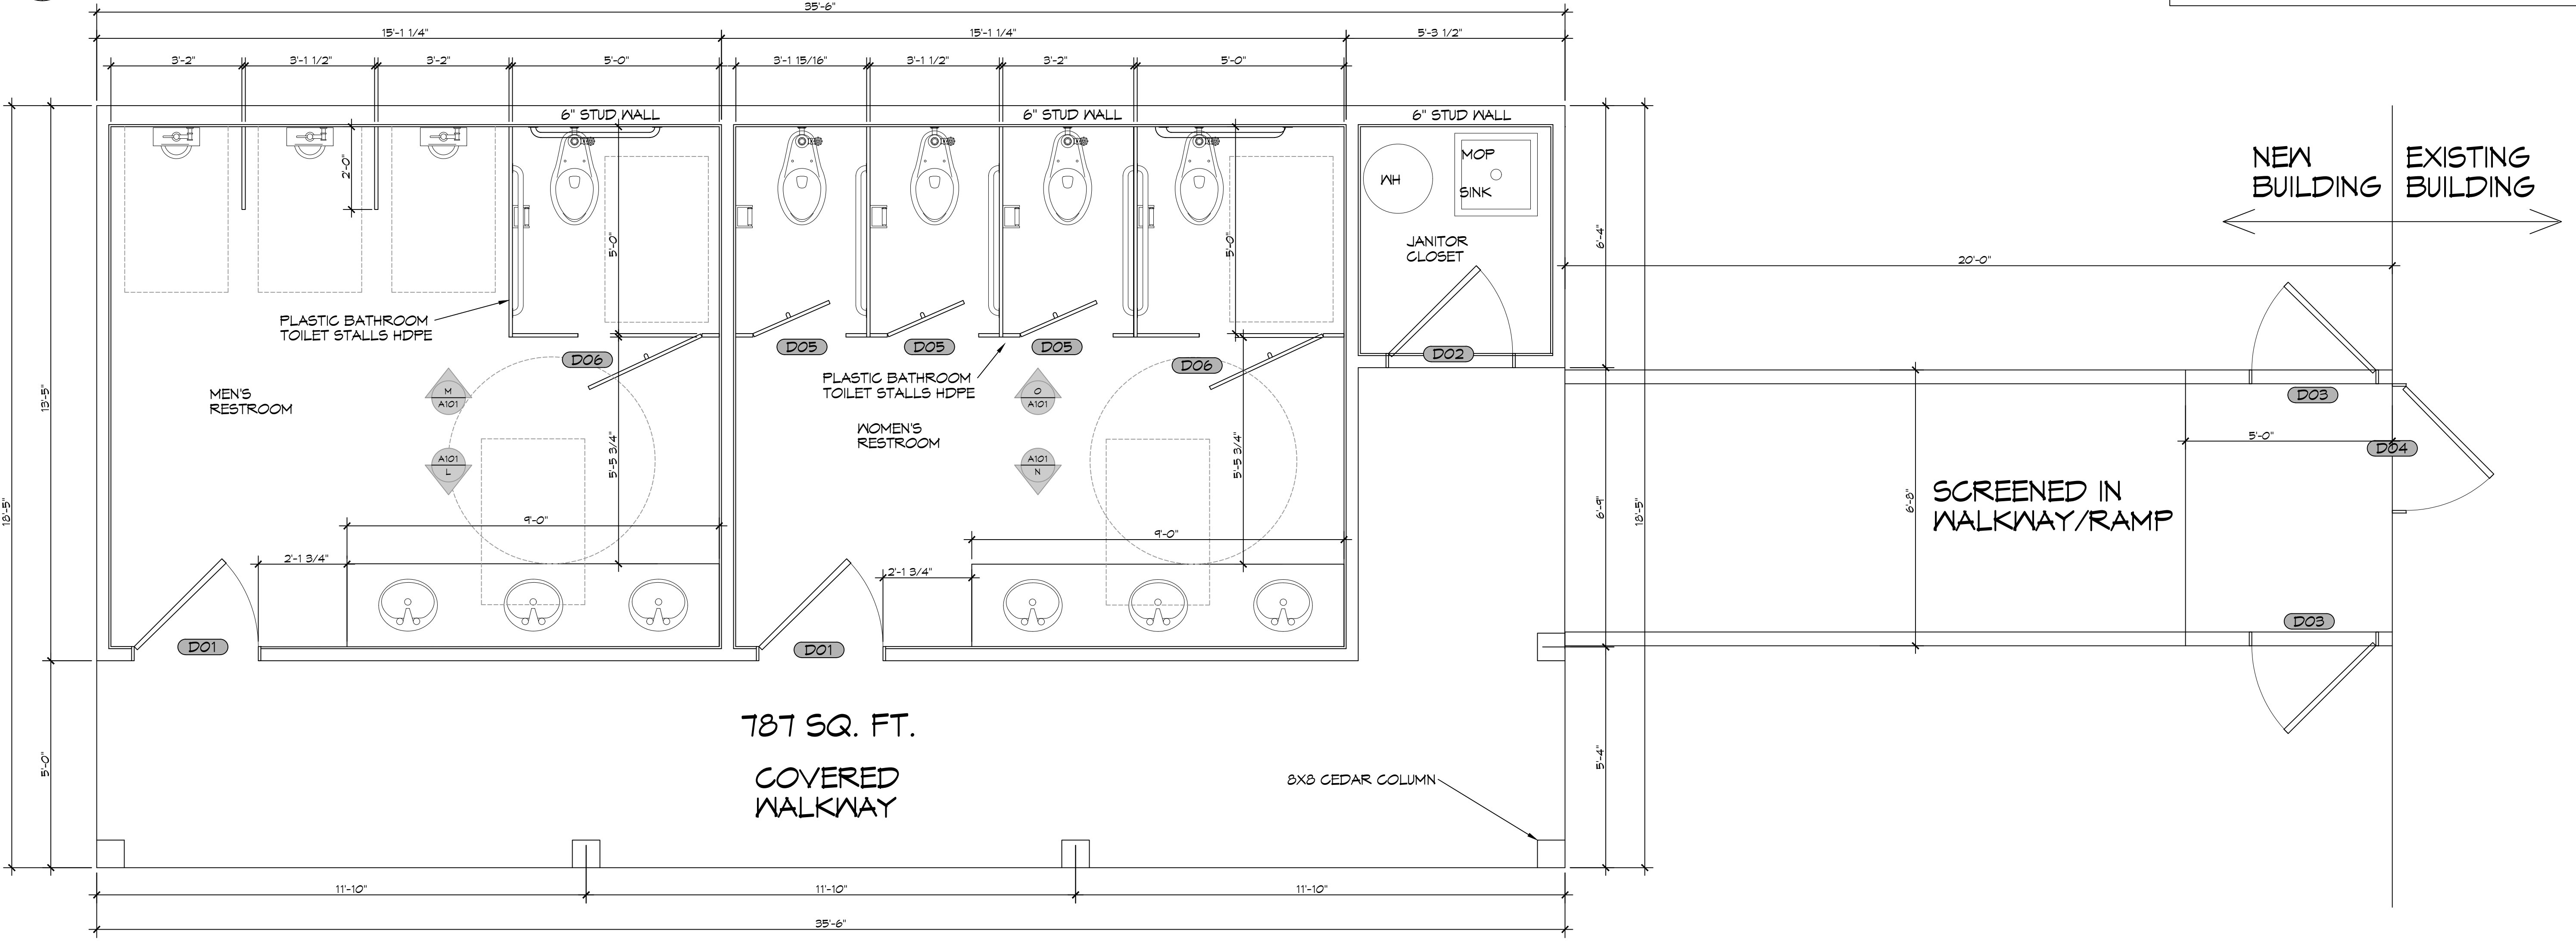 35'-6"
15'-1 1/4"
15'-1 1/4"
5'-3 1/2"
3'-2"
3'-1 1/2"
3'-2"
5'-0"
3'-1 15/16"
3'-1 1/2"
3'-2"
5'-0"
6" STUD WALL
6" STUD WALL
6" STUD WALL
2'-0"
MOP
SINK
WH
NEW
BUILDING
EXISTING
BUILDING
5'-0"
5'-0"
JANITOR
CLOSET
6'-4"
20'-0"
PLASTIC BATHROOM
TOILET STALLS HDPE
D06
D05
D05
D05
D06
D02
PLASTIC BATHROOM
TOILET STALLS HDPE
MEN'S
RESTROOM
M
A101
O
A101
WOMEN'S
RESTROOM
A101
L
A101
N
13'-5"
18'-5"
5'-5 3/4"
5'-5 3/4"
D03
5'-0"
D04
6'-9"
18'-5"
6'-8"
SCREENED IN
WALKWAY/RAMP
9'-0"
9'-0"
2'-1 3/4"
2'-1 3/4"
D01
D01
D03
787 SQ. FT.
COVERED
WALKWAY
5'-0"
5'-4"
8X8 CEDAR COLUMN
11'-10"
11'-10"
11'-10"
35'-6"